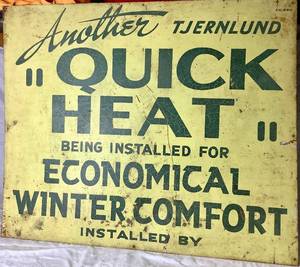 Another TJERNLUND
"QUICK
HEAT"
BEING INSTALLED FOR
ECONOMICAL
WINTER COMFORT
INSTALLED BY